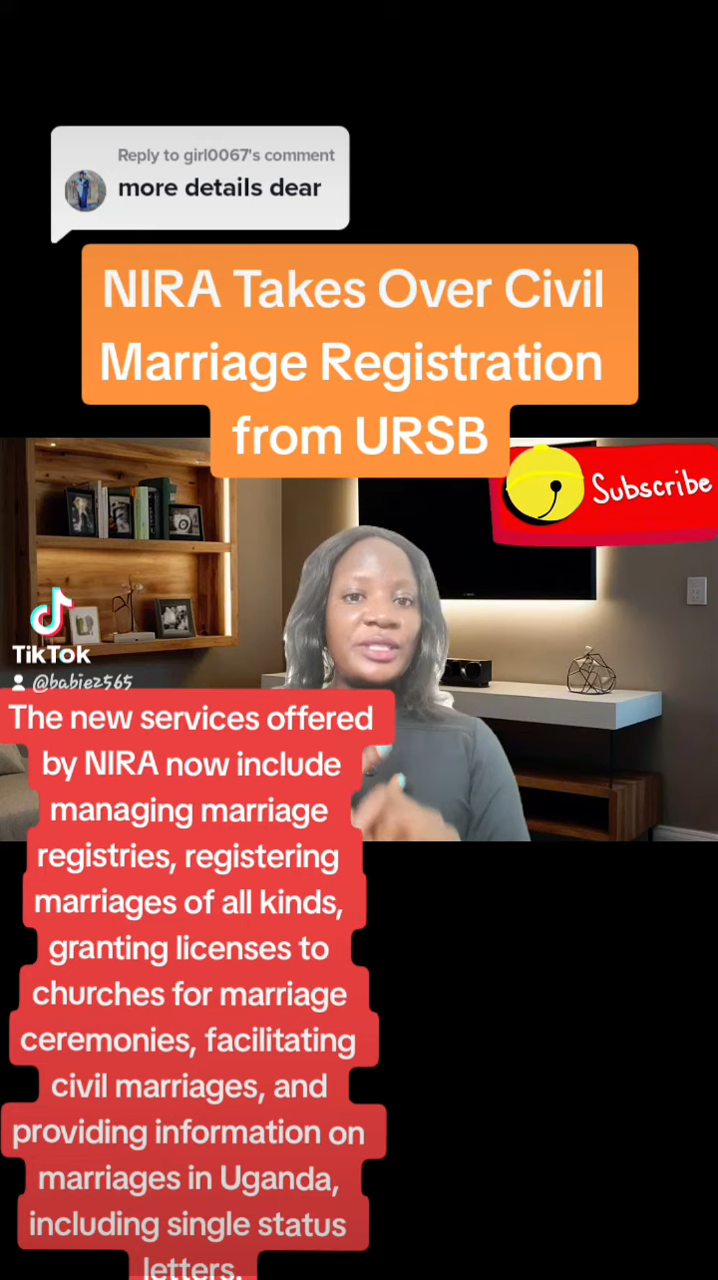 Reply to girl0067's comment
more details dear
NIRA Takes Over Civil
Marriage Registration
from URSB
Subscribe
TikTok
@babie2565
The new services offered
by NIRA now include
managing marriage
registries, registering
marriages of all kinds,
granting licenses to
churches for marriage
ceremonies, facilitating
civil marriages, and
providing information on
marriages in Uganda,
including single status
letters.